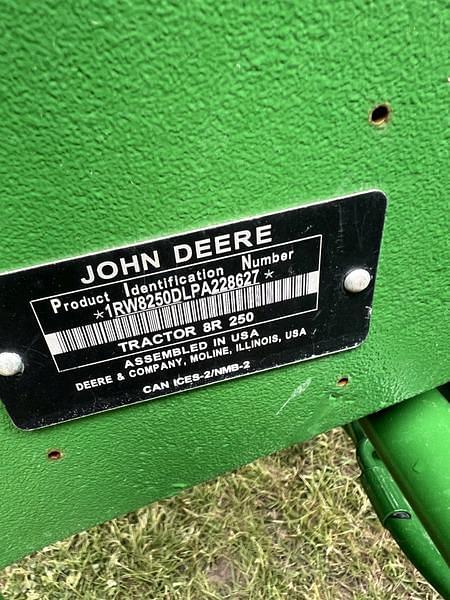 JOHN DEERE
Product Identification Number
*1RW8250DLPA228627*
TRACTOR 8R 250
ASSEMBLED IN USA
DEERE & COMPANY, MOLINE, ILLINOIS, USA
CAN ICES-2/NMB-2